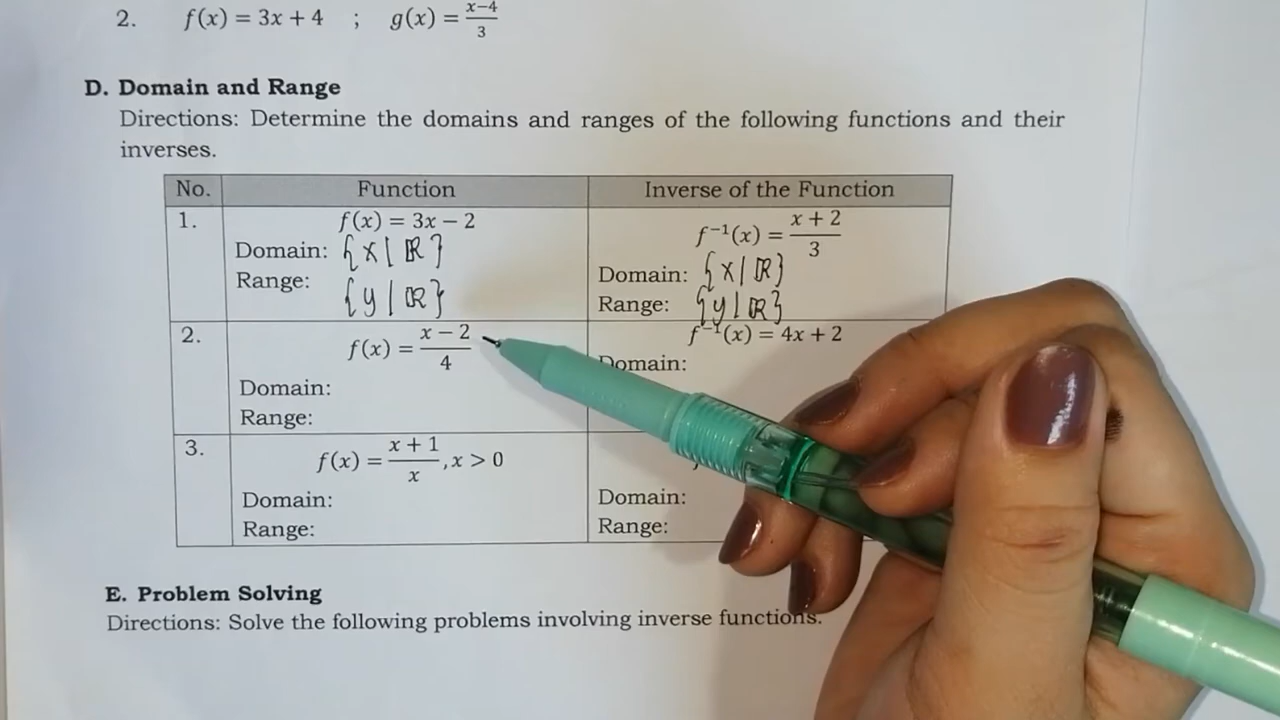 2. f(x) = 3x + 4 ; g(x) = x−4/3
D. Domain and Range
Directions: Determine the domains and ranges of the following functions and their
inverses.
No. Function Inverse of the Function
1. f(x) = 3x − 2 f⁻¹(x) = x + 2/3
Domain: {x | ℝ} Domain: {x | ℝ}
Range: {y | ℝ} Range: {y | ℝ}
2. f(x) = x − 2/4 f⁻¹(x) = 4x + 2
Domain: Domain:
Range:
3. f(x) = x + 1/x , x > 0
Domain: Domain:
Range: Range:
E. Problem Solving
Directions: Solve the following problems involving inverse functions.